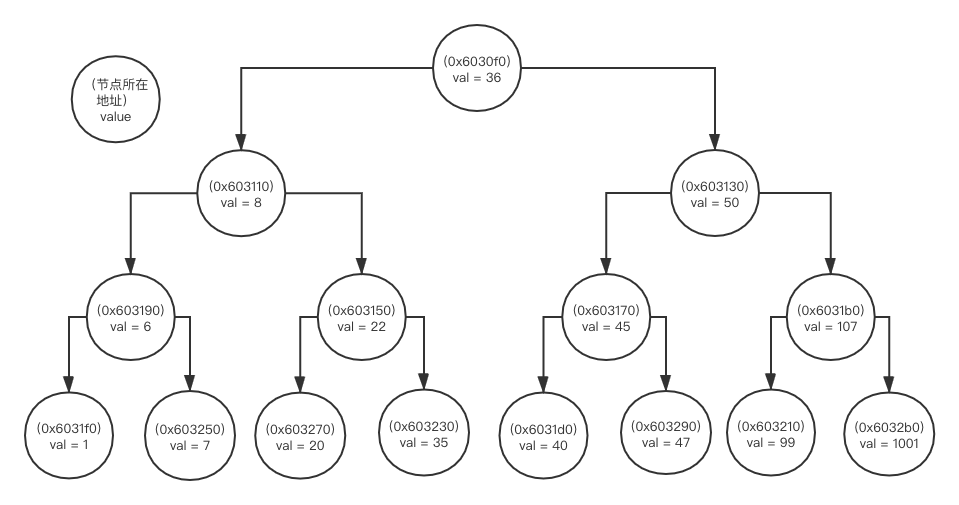 (0x6030f0)
val = 36
(节点所在
地址)
value
(0x603110)
val = 8
(0x603130)
val = 50
(0x603190)
val = 6
(0x603150)
val = 22
(0x603170)
val = 45
(0x6031b0)
val = 107
(0x6031f0)
val = 1
(0x603250)
val = 7
(0x603270)
val = 20
(0x603230)
val = 35
(0x6031d0)
val = 40
(0x603290)
val = 47
(0x603210)
val = 99
(0x6032b0)
val = 1001